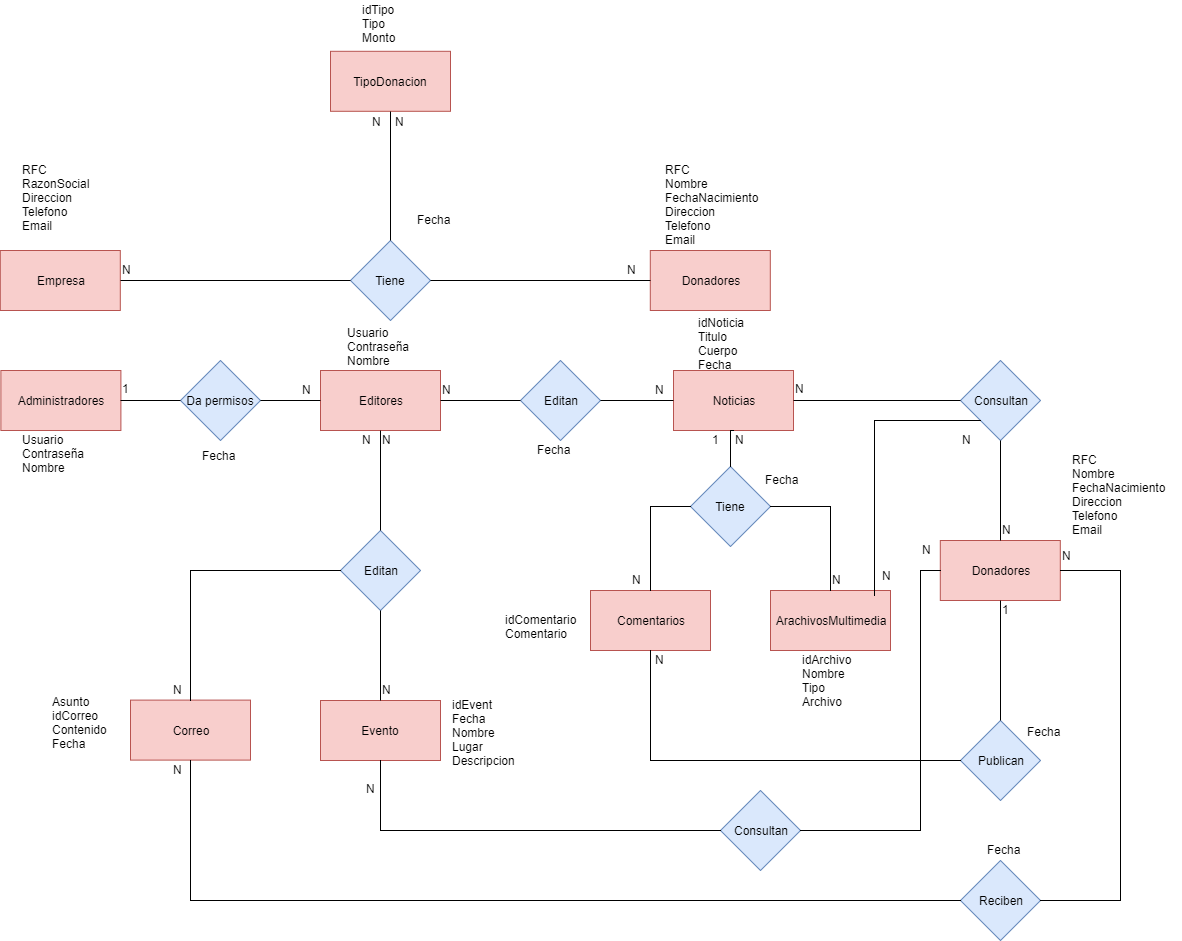 idTipo
Tipo
Monto
TipoDonacion
N N
RFC
RazonSocial
Direccion
Telefono
Email
RFC
Nombre
FechaNacimiento
Direccion
Telefono
Email
Fecha
Empresa
N
Tiene
N
Donadores
Usuario
Contraseña
Nombre
idNoticia
Titulo
Cuerpo
Fecha
Administradores
1
Da permisos
N
Editores
N
Editan
N
Noticias
N
Consultan
Usuario
Contraseña
Nombre
Fecha
N N
Fecha
1 N
N
RFC
Nombre
FechaNacimiento
Direccion
Telefono
Email
Fecha
Tiene
N
N
N
Donadores
N
Editan
N
N
N
Comentarios
ArachivosMultimedia
idComentario
Comentario
1
N
idArchivo
Nombre
Tipo
Archivo
N
N
Asunto
idCorreo
Contenido
Fecha
Correo
Evento
idEvent
Fecha
Nombre
Lugar
Descripcion
Fecha
Publican
N
N
Consultan
Fecha
Reciben